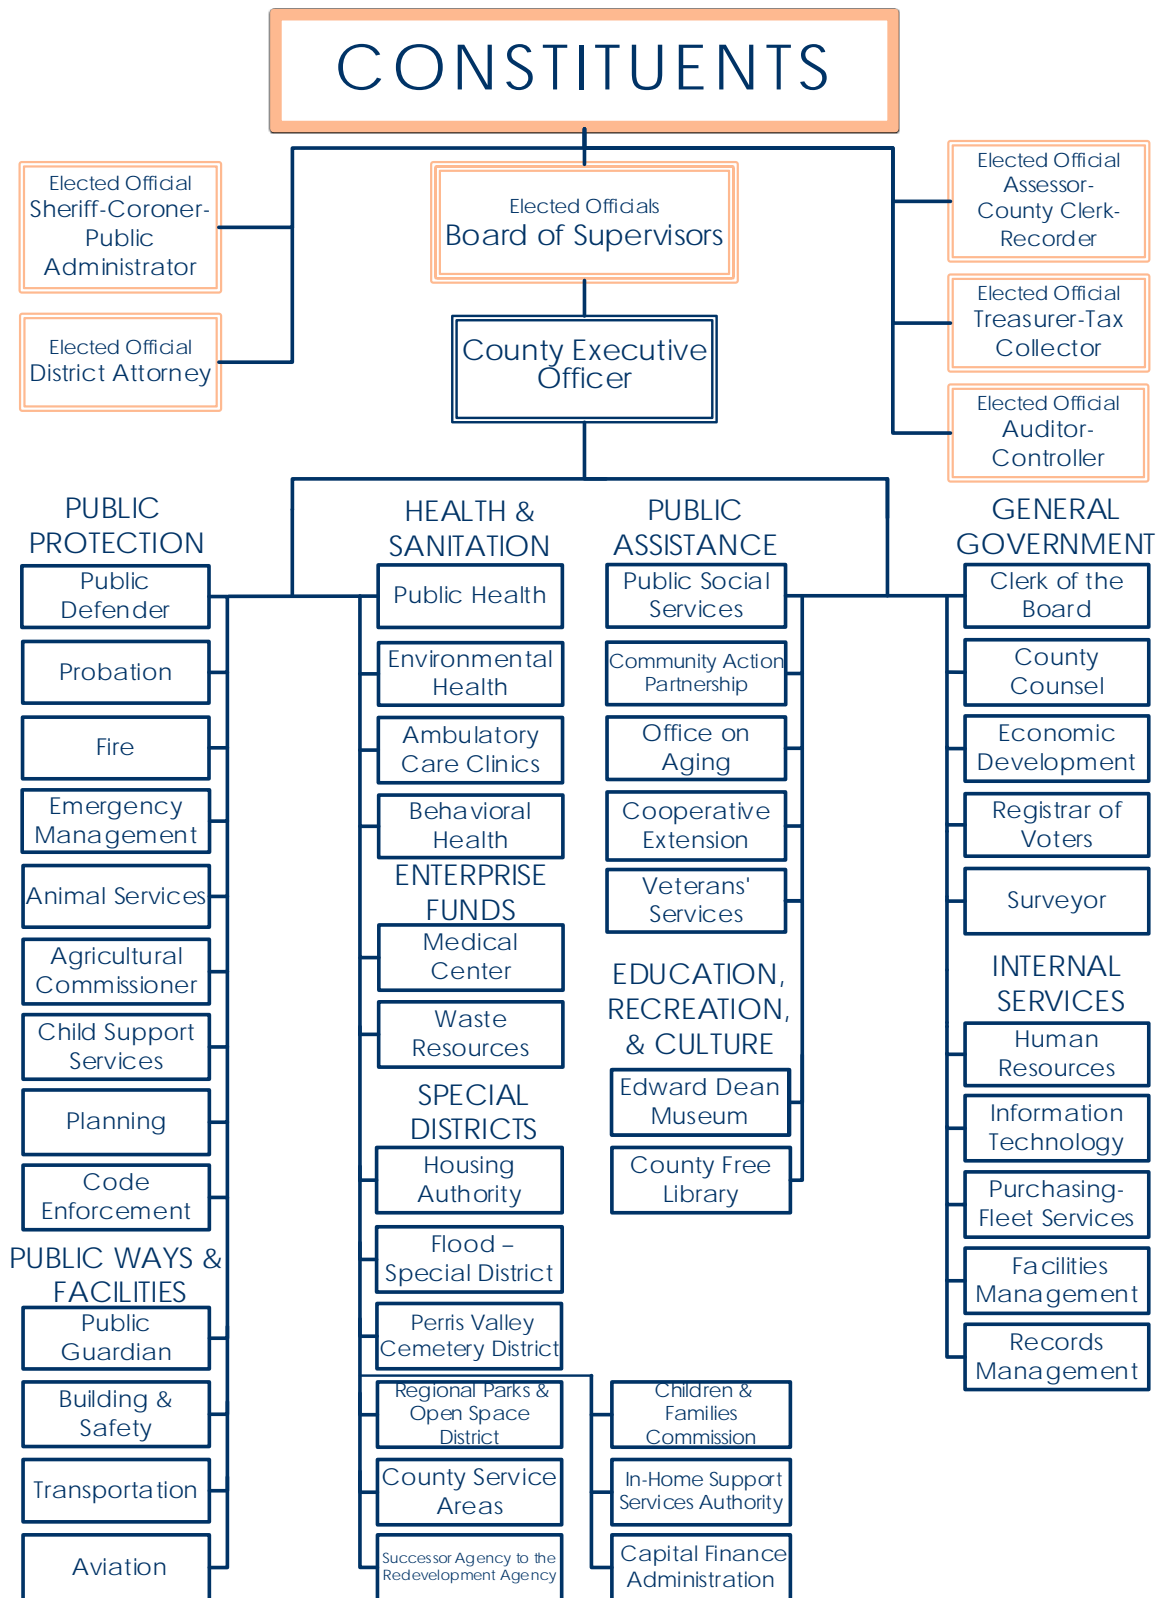 CONSTITUENTS
Elected Official
Sheriff-Coroner-
Public
Administrator
Elected Official
District Attorney
Elected Officials
Board of Supervisors
County Executive
Officer
Elected Official
Assessor-
County Clerk-
Recorder
Elected Official
Treasurer-Tax
Collector
Elected Official
Auditor-
Controller
PUBLIC
PROTECTION
Public
Defender
Probation
Fire
Emergency
Management
Animal Services
Agricultural
Commissioner
Child Support
Services
Planning
Code
Enforcement
PUBLIC WAYS &
FACILITIES
Public
Guardian
Building &
Safety
Transportation
Aviation
HEALTH &
SANITATION
Public Health
Environmental
Health
Ambulatory
Care Clinics
Behavioral
Health
ENTERPRISE
FUNDS
Medical
Center
Waste
Resources
SPECIAL
DISTRICTS
Housing
Authority
Flood –
Special District
Perris Valley
Cemetery District
Regional Parks &
Open Space
District
County Service
Areas
Successor Agency to the
Redevelopment Agency
Children &
Families
Commission
In-Home Support
Services Authority
Capital Finance
Administration
PUBLIC
ASSISTANCE
Public Social
Services
Community Action
Partnership
Office on
Aging
Cooperative
Extension
Veterans'
Services
EDUCATION,
RECREATION,
& CULTURE
Edward Dean
Museum
County Free
Library
GENERAL
GOVERNMENT
Clerk of the
Board
County
Counsel
Economic
Development
Registrar of
Voters
Surveyor
INTERNAL
SERVICES
Human
Resources
Information
Technology
Purchasing-
Fleet Services
Facilities
Management
Records
Management